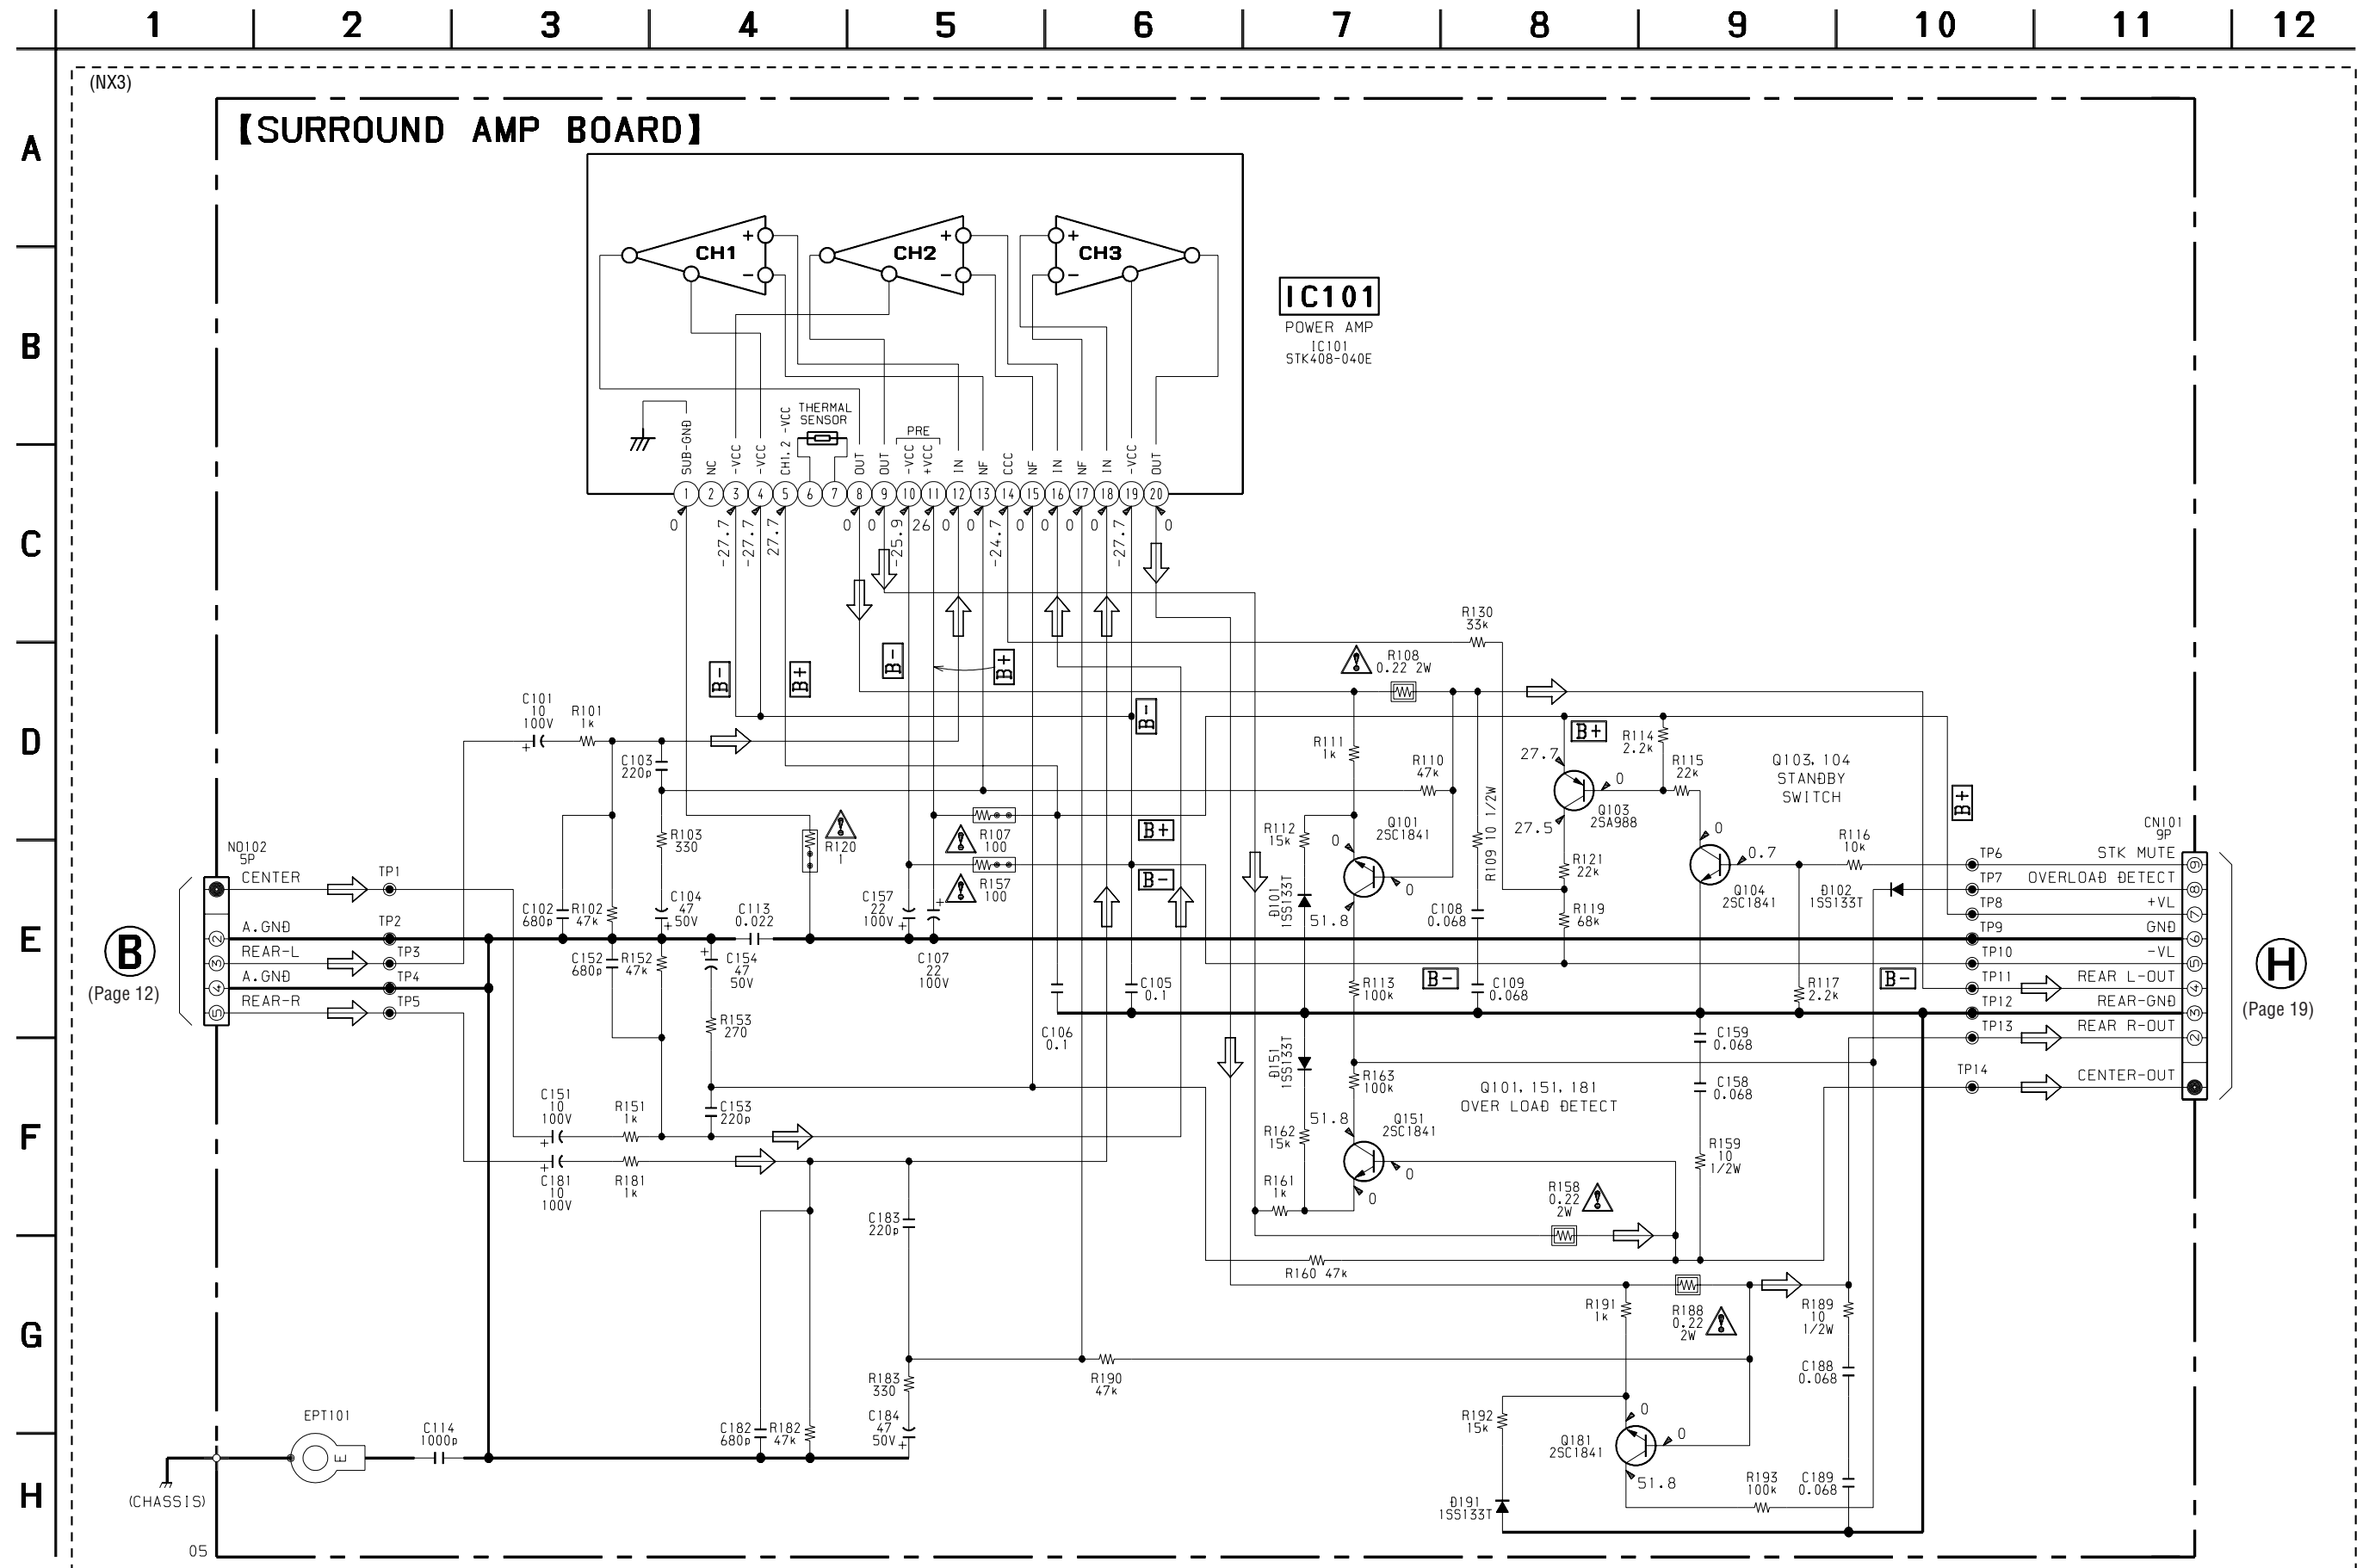 1 2 3 4 5 6 7 8 9 10 11 12
A
B
C
D
E
F
G
H
(NX3)
【SURROUND AMP BOARD】
CH1
CH2
CH3
+
−
+
−
+
−
IC101
POWER AMP
IC101
STK408-040E
THERMAL
SENSOR
PRE
SUB-GND
NC
-VCC
-VCC
CH1, 2 -VCC
OUT
OUT
-VCC
+VCC
IN
NF
CCC
NF
IN
NF
IN
-VCC
OUT
1 2 3 4 5 6 7 8 9 10 11 12 13 14 15 16 17 18 19 20
0
-27.7
-27.7
27.7
0
0
-25.9
26
0
0
-24.7
0
0
0
0
-27.7
0
B-
B+
B-
B+
B-
R130
33k
R108
0.22 2W
C101
10
100V
R101
1k
C103
220p
R111
1k
R110
47k
27.7
B+
0
R114
2.2k
R115
22k
Q103, 104
STANDBY
SWITCH
B+
Q103
2SA988
27.5
R103
330
R120
1
R107
100
R157
100
B+
B-
R112
15k
0
Q101
2SC1841
0
R109 10 1/2W
R121
22k
0
0.7
R116
10k
CN101
9P
ND102
5P
CENTER
TP1
A.GND
TP2
REAR-L
TP3
A.GND
TP4
REAR-R
TP5
2
3
4
5
B
(Page 12)
C102
680p
R102
47k
C104
47
50V
C113
0.022
C157
22
100V
D101
1SS133T
51.8
C108
0.068
R119
68k
Q104
2SC1841
D102
1SS133T
TP6
STK MUTE
9
TP7
OVERLOAD DETECT
8
TP8
+VL
7
TP9
GND
6
TP10
-VL
5
TP11
REAR L-OUT
4
TP12
REAR-GND
3
TP13
REAR R-OUT
2
TP14
CENTER-OUT
H
(Page 19)
C152
680p
R152
47k
C154
47
50V
C107
22
100V
C105
0.1
R113
100k
B-
C109
0.068
R117
2.2k
B-
R153
270
C106
0.1
C159
0.068
D151
1SS133T
R163
100k
Q101, 151, 181
OVER LOAD DETECT
C158
0.068
C151
10
100V
R151
1k
C153
220p
R162
15k
51.8
Q151
2SC1841
0
0
R159
10
1/2W
C181
10
100V
R181
1k
R161
1k
R158
0.22
2W
C183
220p
R160 47k
R191
1k
R188
0.22
2W
R189
10
1/2W
R183
330
R190
47k
C188
0.068
EPT101
E
C114
1000p
C182
680p
R182
47k
C184
47
50V
R192
15k
0
Q181
2SC1841
0
51.8
R193
100k
C189
0.068
D191
1SS133T
(CHASSIS)
05